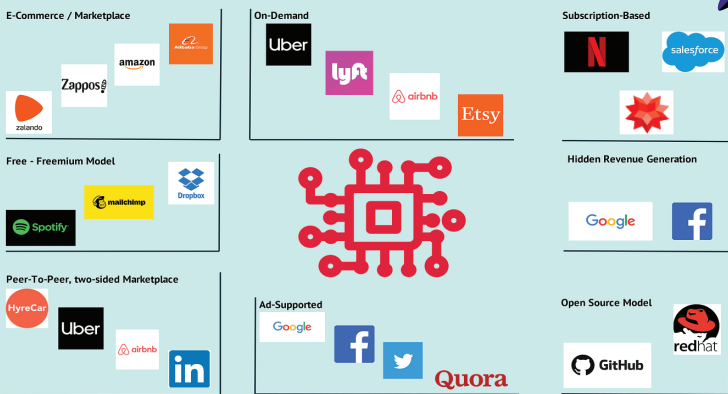 E-Commerce / Marketplace
Alibaba Group
amazon
Zappos
zalando
On-Demand
Uber
lyft
airbnb
Etsy
Subscription-Based
N
salesforce
Free - Freemium Model
Dropbox
mailchimp
Spotify
Hidden Revenue Generation
Google
f
Peer-To-Peer, two-sided Marketplace
HyreCar
Uber
airbnb
in
Ad-Supported
Google
f
Quora
Open Source Model
redhat
GitHub